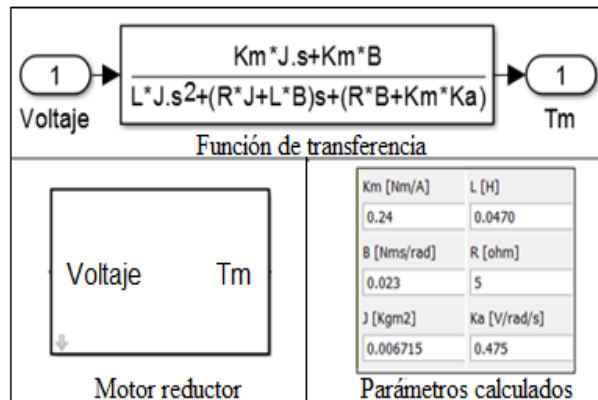 Km*J.s+Km*B
L*J.s2+(R*J+L*B)s+(R*B+Km*Ka)
1
Voltaje
1
Tm
Función de transferencia
Voltaje Tm
Motor reductor
Km [Nm/A] L [H]
0.24 0.0470
B [Nms/rad] R [ohm]
0.023 5
J [Kgm2] Ka [V/rad/s]
0.006715 0.475
Parámetros calculados